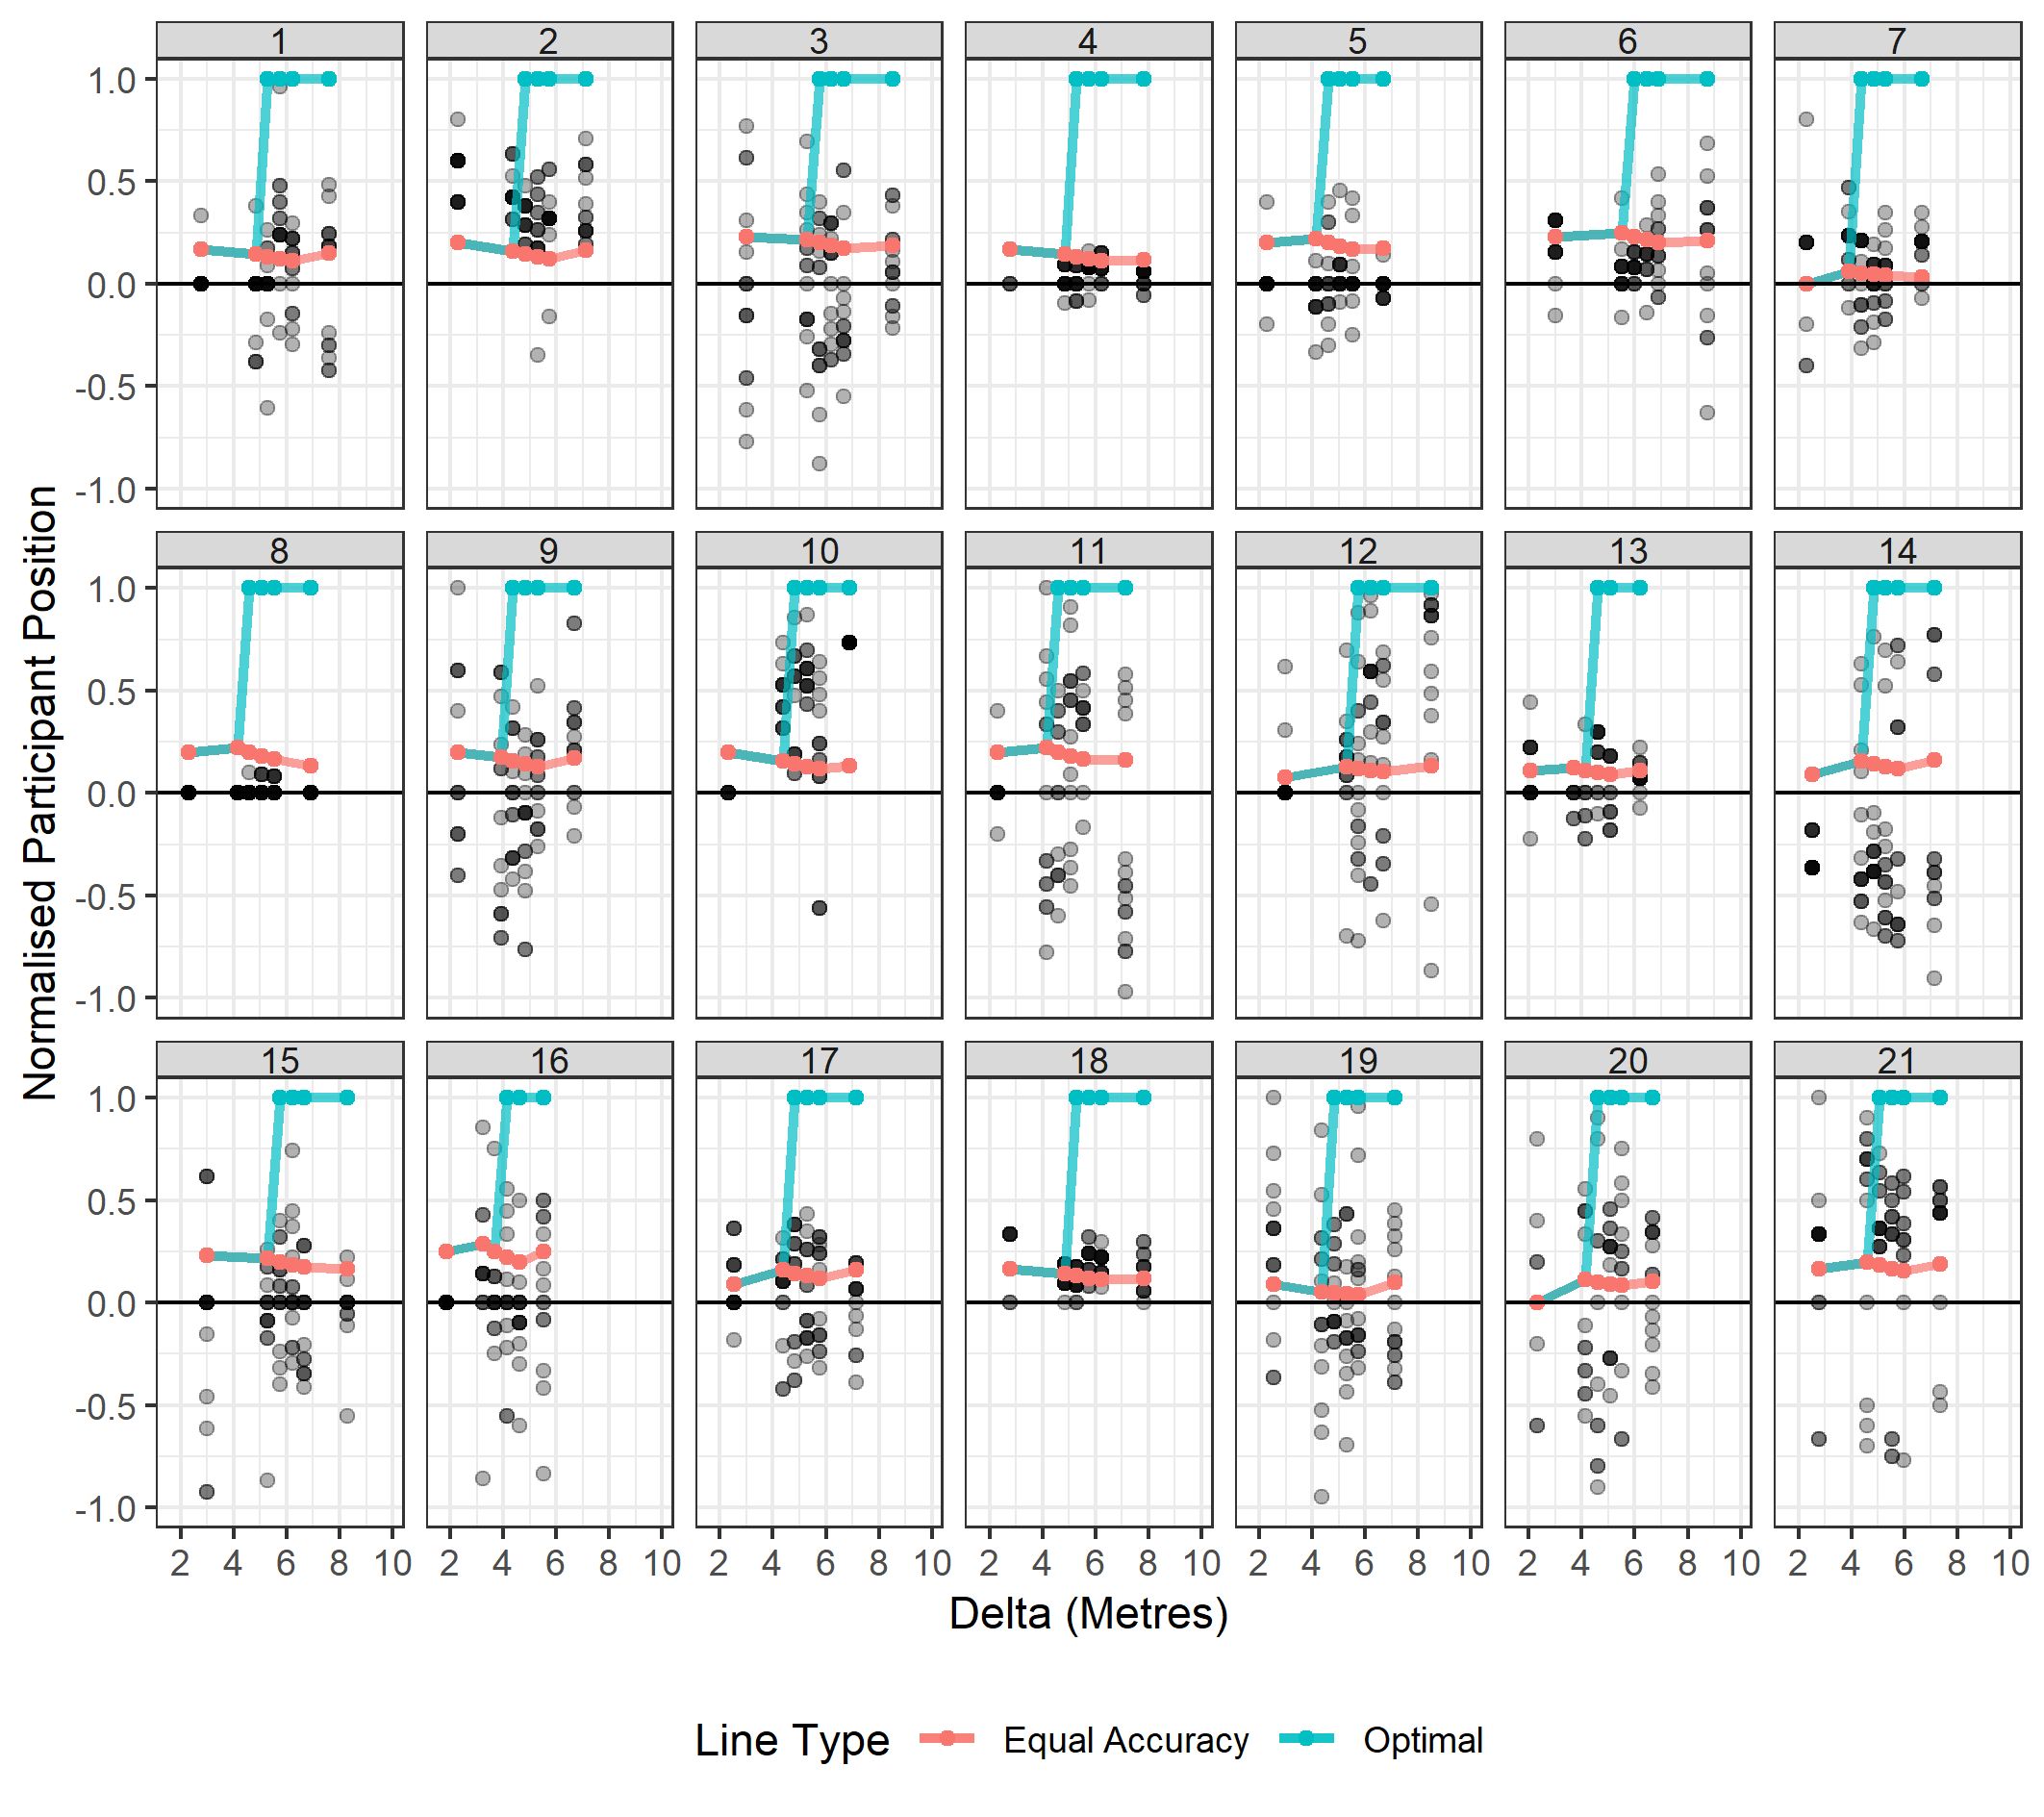 1 2 3 4 5 6 7
1.0
0.5
0.0
-0.5
-1.0
8 9 10 11 12 13 14
1.0
0.5
0.0
-0.5
-1.0
15 16 17 18 19 20 21
1.0
0.5
0.0
-0.5
-1.0
2 4 6 8 10 2 4 6 8 10 2 4 6 8 10 2 4 6 8 10 2 4 6 8 10 2 4 6 8 10 2 4 6 8 10
Normalised Participant Position
Delta (Metres)
Line Type Equal Accuracy Optimal